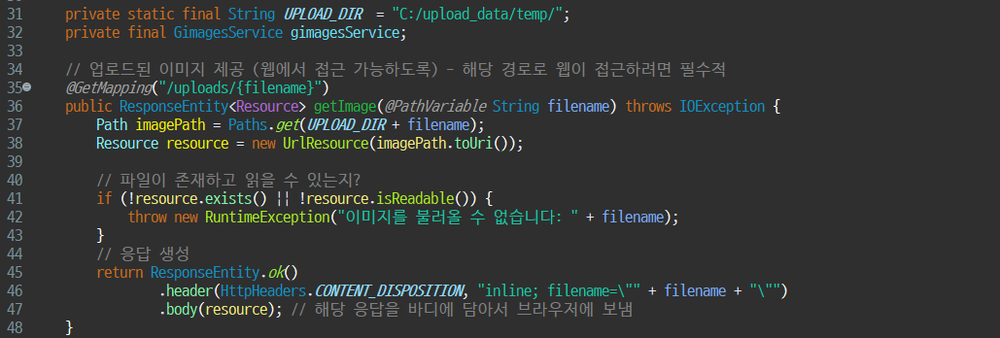 31 private static final String UPLOAD_DIR = "C:/upload_data/temp/";
32 private final GimagesService gimagesService;
33
34 // 업로드된 이미지 제공 (웹에서 접근 가능하도록) - 해당 경로로 웹이 접근하려면 필수적
35 @GetMapping("/uploads/{filename}")
36 public ResponseEntity<Resource> getImage(@PathVariable String filename) throws IOException {
37 Path imagePath = Paths.get(UPLOAD_DIR + filename);
38 Resource resource = new UrlResource(imagePath.toUri());
39
40 // 파일이 존재하고 읽을 수 있는지?
41 if (!resource.exists() || !resource.isReadable()) {
42 throw new RuntimeException("이미지를 불러올 수 없습니다: " + filename);
43 }
44 // 응답 생성
45 return ResponseEntity.ok()
46 .header(HttpHeaders.CONTENT_DISPOSITION, "inline; filename=\"" + filename + "\"")
47 .body(resource); // 해당 응답을 바디에 담아서 브라우저에 보냄
48 }